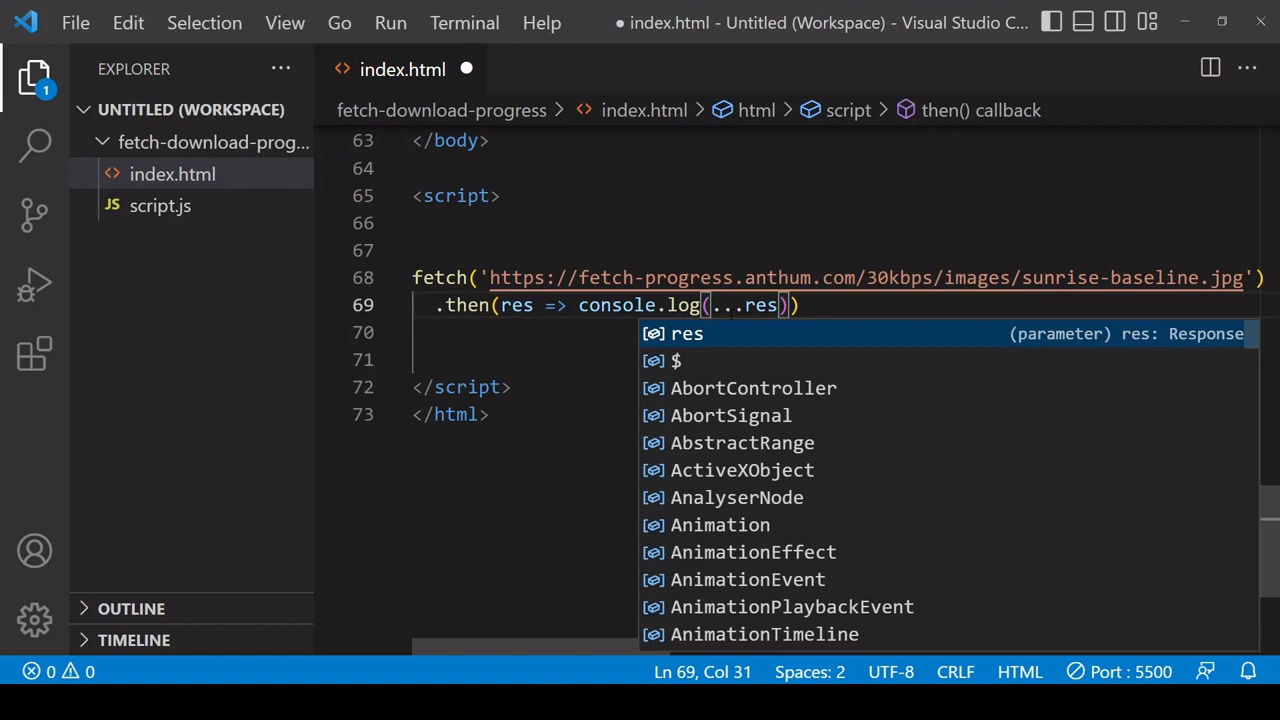 File Edit Selection View Go Run Terminal Help ● index.html - Untitled (Workspace) - Visual Studio C...
EXPLORER ...
index.html ●
1
UNTITLED (WORKSPACE)
fetch-download-prog...
index.html
JS script.js
OUTLINE
TIMELINE
fetch-download-progress > index.html > html > script > then() callback
63 </body>
64
65 <script>
66
67
68 fetch('https://fetch-progress.anthum.com/30kbps/images/sunrise-baseline.jpg')
69 .then(res => console.log(...res))
70
71
72 </script>
73 </html>
res (parameter) res: Response
$
AbortController
AbortSignal
AbstractRange
ActiveXObject
AnalyserNode
Animation
AnimationEffect
AnimationEvent
AnimationPlaybackEvent
AnimationTimeline
0 0 Ln 69, Col 31 Spaces: 2 UTF-8 CRLF HTML Port : 5500